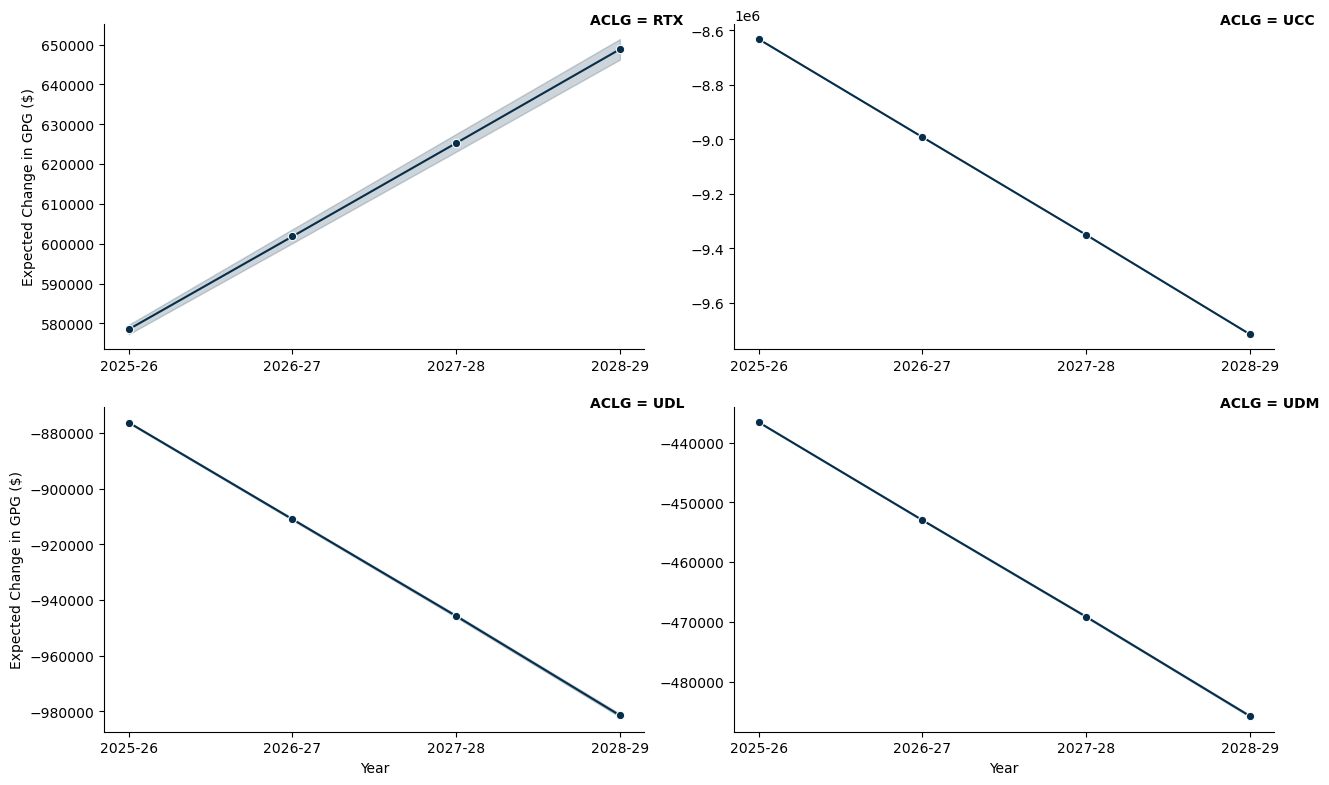 ACLG = RTX
Expected Change in GPG ($)
650000
640000
630000
620000
610000
600000
590000
580000
2025-26 2026-27 2027-28 2028-29
ACLG = UCC
1e6
−8.6
−8.8
−9.0
−9.2
−9.4
−9.6
2025-26 2026-27 2027-28 2028-29
ACLG = UDL
Expected Change in GPG ($)
−880000
−900000
−920000
−940000
−960000
−980000
2025-26 2026-27 2027-28 2028-29
Year
ACLG = UDM
−440000
−450000
−460000
−470000
−480000
2025-26 2026-27 2027-28 2028-29
Year